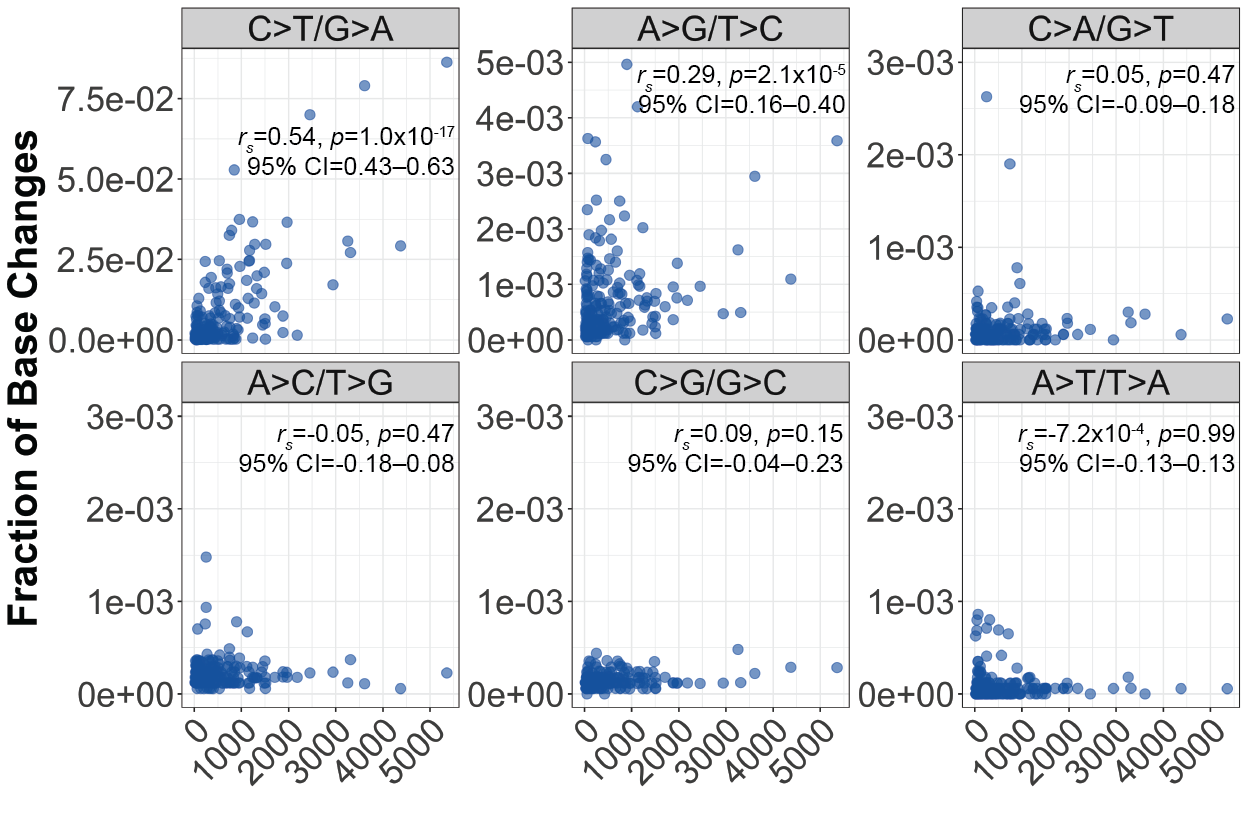 Fraction of Base Changes
C>T/G>A
7.5e-02
5.0e-02
2.5e-02
0.0e+00
rs=0.54, p=1.0x10-17
95% CI=0.43–0.63
A>G/T>C
5e-03
4e-03
3e-03
2e-03
1e-03
0e+00
rs=0.29, p=2.1x10-5
95% CI=0.16–0.40
C>A/G>T
3e-03
2e-03
1e-03
0e+00
rs=0.05, p=0.47
95% CI=-0.09–0.18
A>C/T>G
3e-03
2e-03
1e-03
0e+00
rs=-0.05, p=0.47
95% CI=-0.18–0.08
0 1000 2000 3000 4000 5000
C>G/G>C
3e-03
2e-03
1e-03
0e+00
rs=0.09, p=0.15
95% CI=-0.04–0.23
0 1000 2000 3000 4000 5000
A>T/T>A
3e-03
2e-03
1e-03
0e+00
rs=-7.2x10-4, p=0.99
95% CI=-0.13–0.13
0 1000 2000 3000 4000 5000